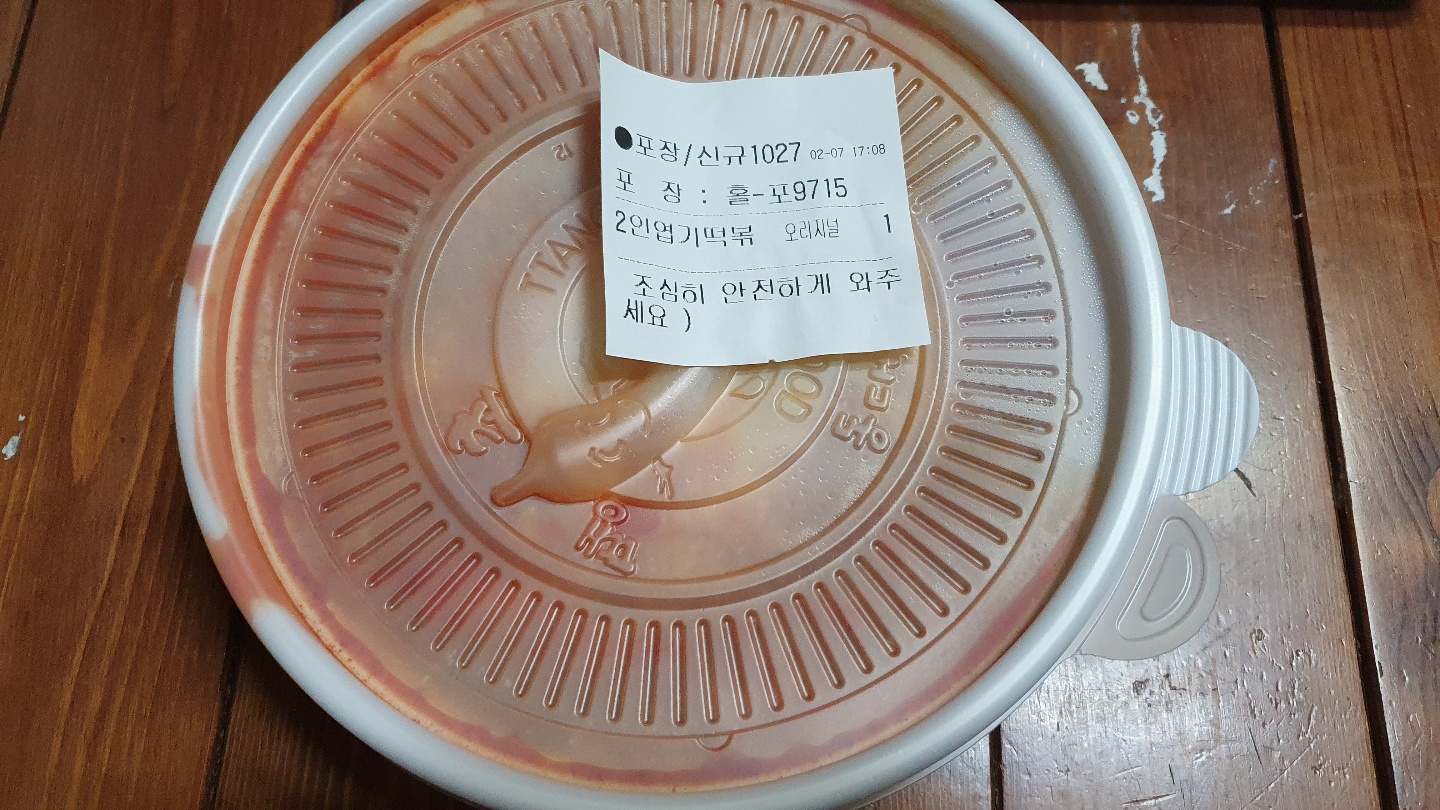 ●포장/신규1027 02-07 17:08
포 장 : 홀-포9715
2인엽기떡볶 오리지널 1
조심히 안전하게 와주
세요 )